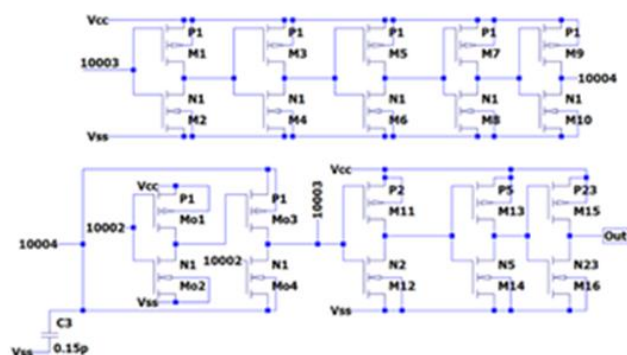 Vcc
P1 P1 P1 P1 P1
M1 M3 M5 M7 M9
10003 10004
N1 N1 N1 N1 N1
M2 M4 M6 M8 M10
Vss
Vcc
Vcc P1 P1 10003 P2 P5 P23
Mo1 Mo3 M11 M13 M15
10002
10004 Out
10002
N1 N1 N2 N5 N23
Mo2 Mo4 M12 M14 M16
Vss Vss
C3
Vss 0.15p